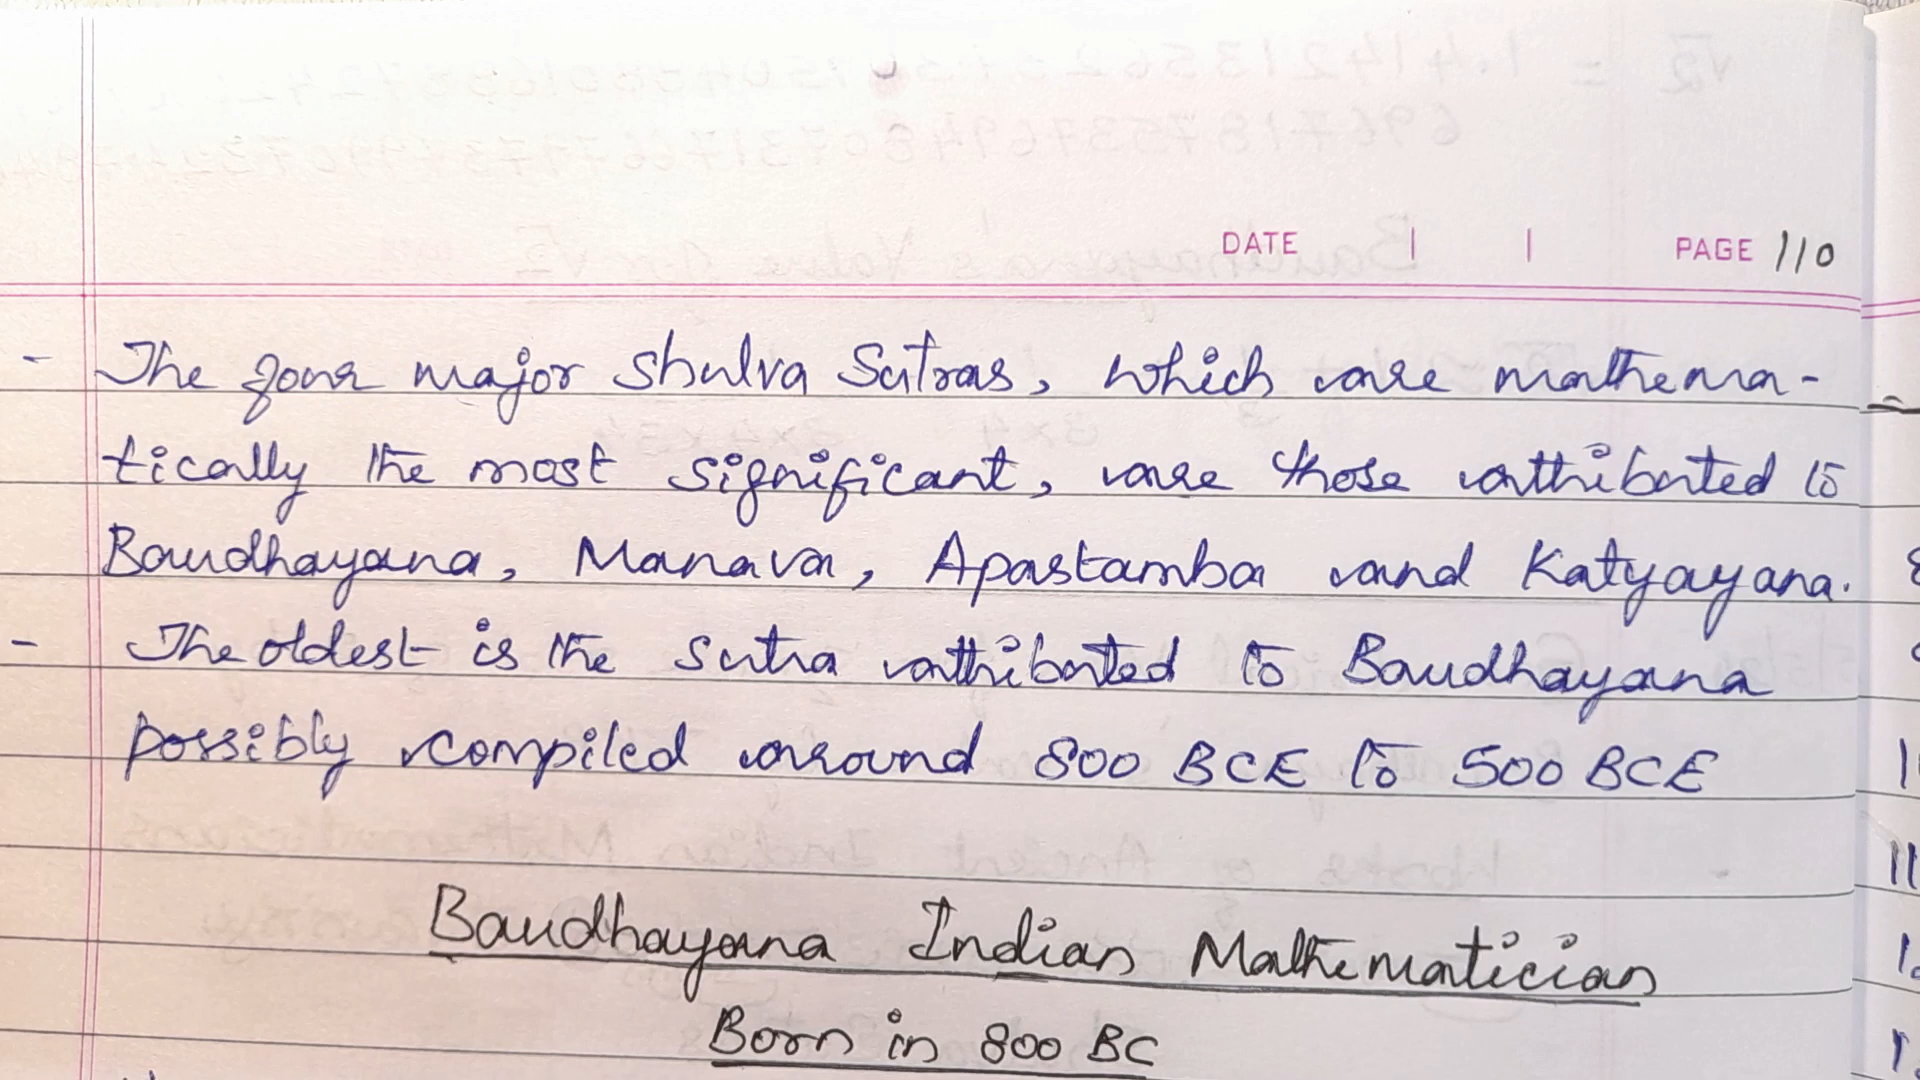 DATE | | PAGE 110
- The four major Shulva Sutras, which are mathema-
tically the most significant, are those attributed to
Baudhayana, Manava, Apastamba and Katyayana.
- The oldest is the Sutra attributed to Baudhayana
possibly compiled around 800 BCE to 500 BCE
Baudhayana Indian Mathematician
Born in 800 BC